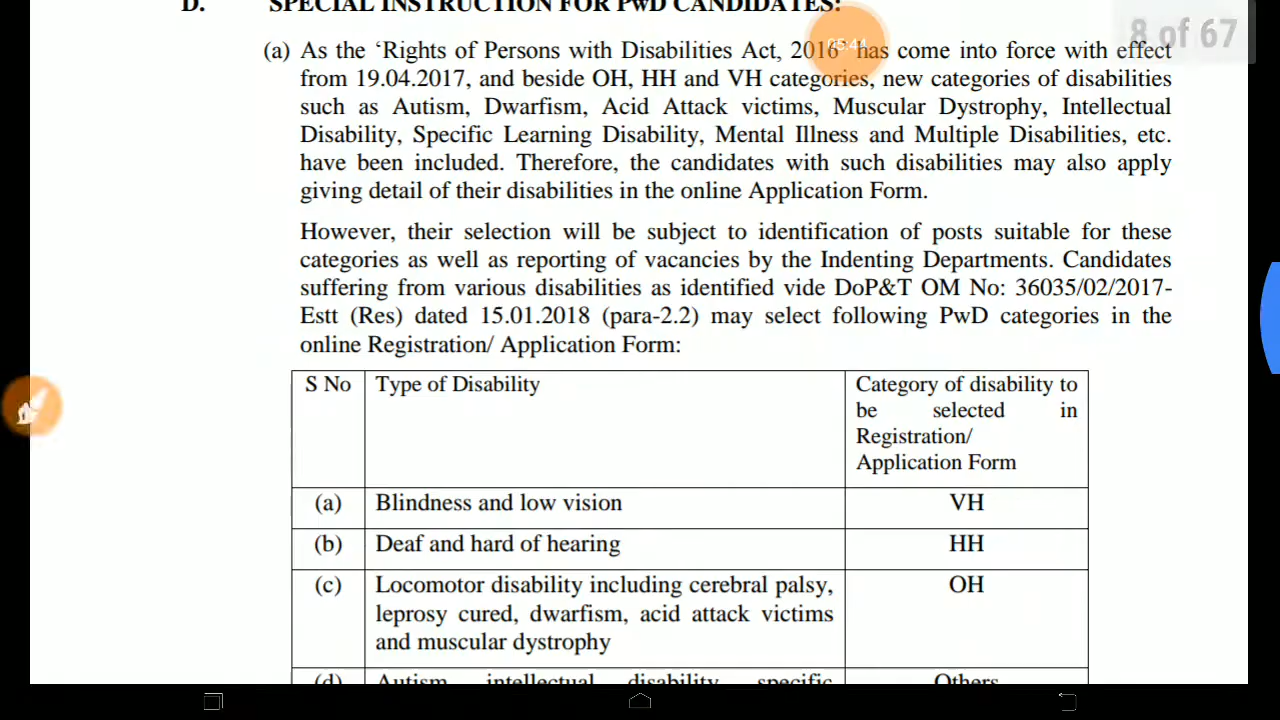 8 of 67
D. SPECIAL INSTRUCTION FOR PwD CANDIDATES:
05:44
(a) As the ‘Rights of Persons with Disabilities Act, 2016’ has come into force with effect
from 19.04.2017, and beside OH, HH and VH categories, new categories of disabilities
such as Autism, Dwarfism, Acid Attack victims, Muscular Dystrophy, Intellectual
Disability, Specific Learning Disability, Mental Illness and Multiple Disabilities, etc.
have been included. Therefore, the candidates with such disabilities may also apply
giving detail of their disabilities in the online Application Form.
However, their selection will be subject to identification of posts suitable for these
categories as well as reporting of vacancies by the Indenting Departments. Candidates
suffering from various disabilities as identified vide DoP&T OM No: 36035/02/2017-
Estt (Res) dated 15.01.2018 (para-2.2) may select following PwD categories in the
online Registration/ Application Form:
S No Type of Disability Category of disability to
be selected in
Registration/
Application Form
(a) Blindness and low vision VH
(b) Deaf and hard of hearing HH
(c) Locomotor disability including cerebral palsy, OH
leprosy cured, dwarfism, acid attack victims
and muscular dystrophy
(d) Autism, intellectual disability, specific Others